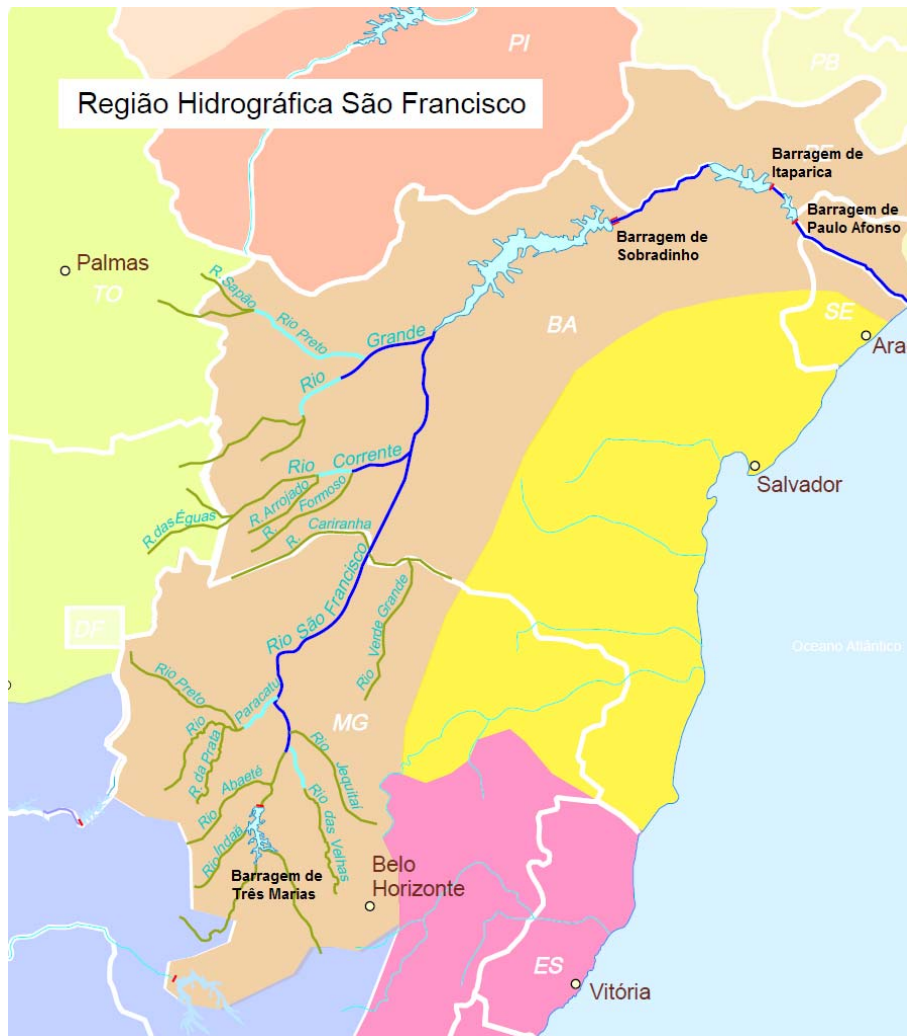 PI
PB
Região Hidrográfica São Francisco
PE
Barragem de
Itaparica
Barragem de
Paulo Afonso
Barragem de
Sobradinho
Palmas
TO
R. Sapão
Rio Preto
Grande
Rio
BA
SE
Ara
Rio Corrente
R. Arrojado
R. Formoso
Salvador
R. das Éguas
R. Cariranha
Rio São Francisco
Rio Verde Grande
DF
Oceano Atlântico
Rio Preto
Paracatu
Rio
R. da Prata
MG
Rio Abaeté
Rio Jequitaí
Rio das Velhas
Rio Indaiá
Barragem de
Três Marias
Belo
Horizonte
ES
Vitória